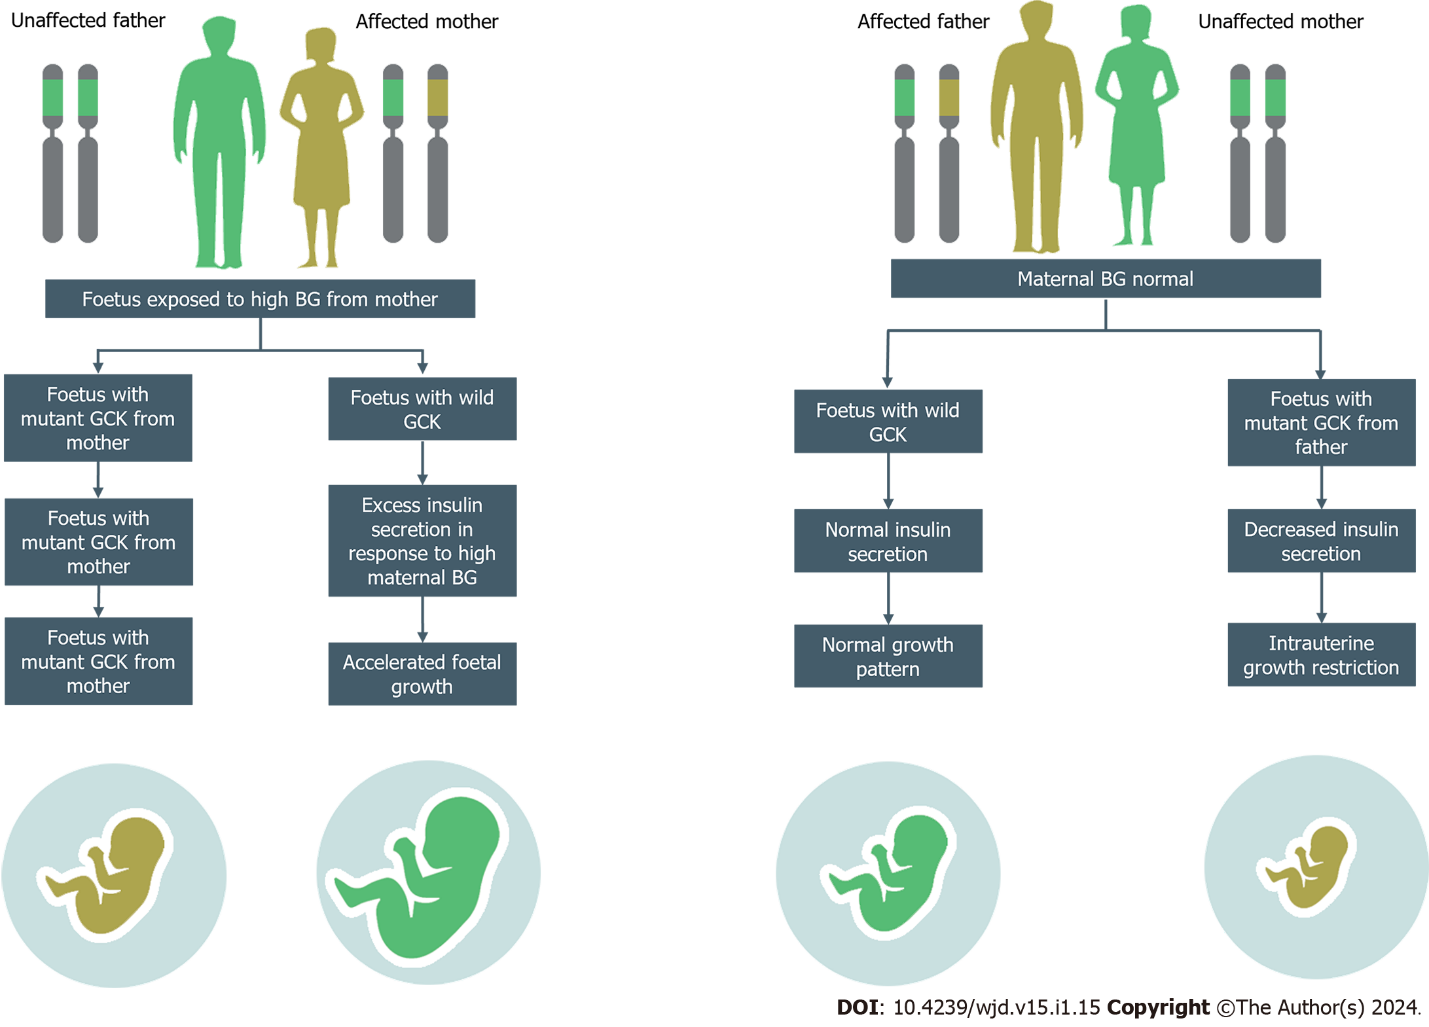 Unaffected father
Affected mother
Foetus exposed to high BG from mother
Foetus with
mutant GCK from
mother
Foetus with
mutant GCK from
mother
Foetus with
mutant GCK from
mother
Foetus with wild
GCK
Excess insulin
secretion in
response to high
maternal BG
Accelerated foetal
growth
Affected father
Unaffected mother
Maternal BG normal
Foetus with wild
GCK
Normal insulin
secretion
Normal growth
pattern
Foetus with
mutant GCK from
father
Decreased insulin
secretion
Intrauterine
growth restriction
DOI: 10.4239/wjd.v15.i1.15 Copyright ©The Author(s) 2024.